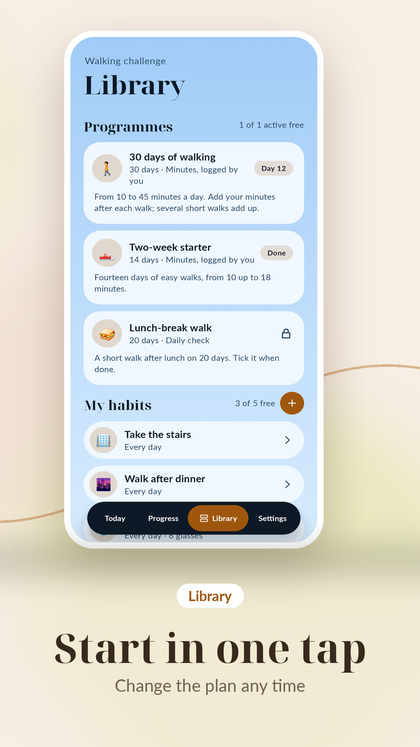 Walking challenge
Library
Programmes
1 of 1 active free
30 days of walking
30 days · Minutes, logged by
you
Day 12
From 10 to 45 minutes a day. Add your minutes
after each walk; several short walks add up.
Two-week starter
14 days · Minutes, logged by you
Done
Fourteen days of easy walks, from 10 up to 18
minutes.
Lunch-break walk
20 days · Daily check
A short walk after lunch on 20 days. Tick it when
done.
My habits
3 of 5 free
Take the stairs
Every day
Walk after dinner
Every day
Today
Progress
Library
Settings
Every day · 6 glasses
Library
Start in one tap
Change the plan any time